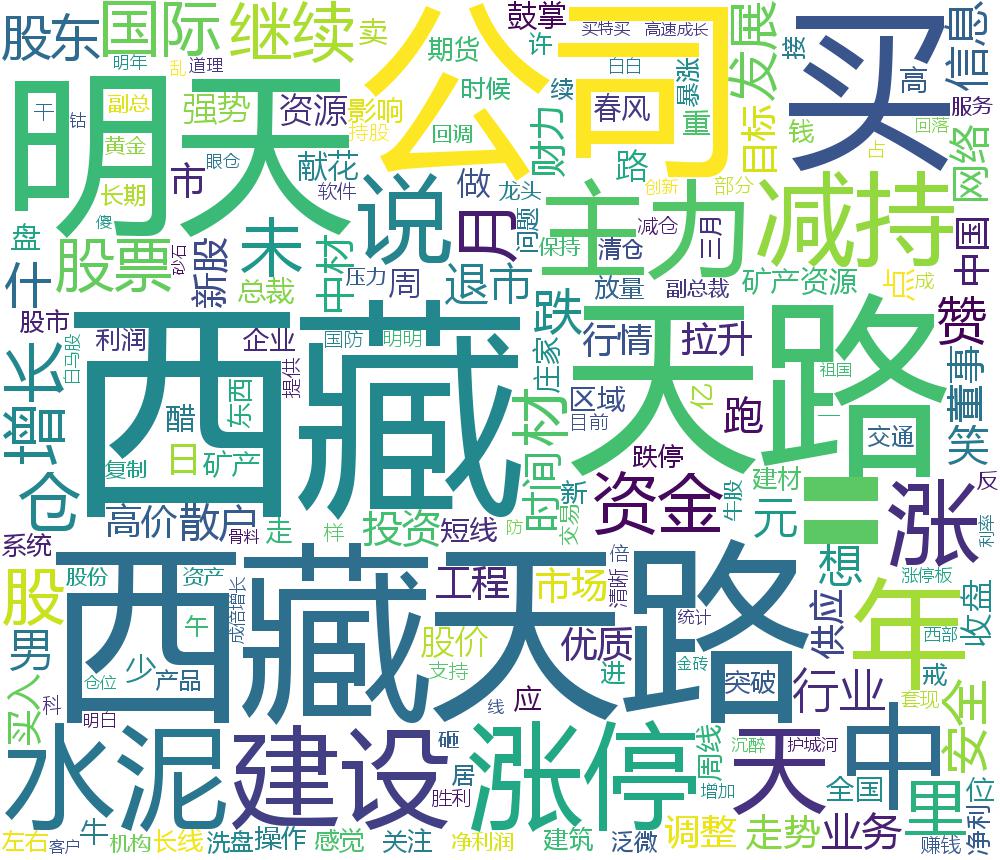 股东
国际
继续
卖
公司
鼓掌
买特买
高速成长
发展
买
信息
明年
乱
道理
期货
许
白白
接
高
明天
干
钴
副总
强势
资源
影响
时候
续
春风
暴涨
重
目标
钱
服务
网络
回落
占
黄金
持股
回调
财力
长期
眼仓
献花
做
龙头
路
创新
部分
减持
傻
市
软件
说
月
问题
主力
减仓
三月
中国
盘
股票
砂石
新股
未
中材
压力
周
退市
保持
清仓
放量
副总裁
矿产资源
点
成
什
总裁
股市
利润
企业
国防
明明
跌
行情
拉升
赞
白马股
西藏
提供
庄家
天路
祖国
增长
醋
东西
材
区域
目前
亿
跑
一
交通
董事
笑
仓
复制
日
矿产
时间
跌停
建材
高价
散户
骨料
走
样
投资
短线
防
交易
新
资金
牛股
元
三
涨
反
利率
系统
股
股份
资产
成倍增长
西藏天路
工程
市场
倍
清晰
想
涨停板
午
股价
优质
统计
供应
年
西部
收盘
男
少
产品
支持
进
金砖
突破
行业
戒
套现
买入
仓位
科
明白
线
应
安全
水泥
建设
砸
居
胜利
涨停
周线
沉醉
增加
护城河
天
中
全国
里
位
净利
左右
客户
牛
机构
长线
洗盘
操作
感觉
关注
净利润
建筑
泛微
调整
走势
业务
赚钱